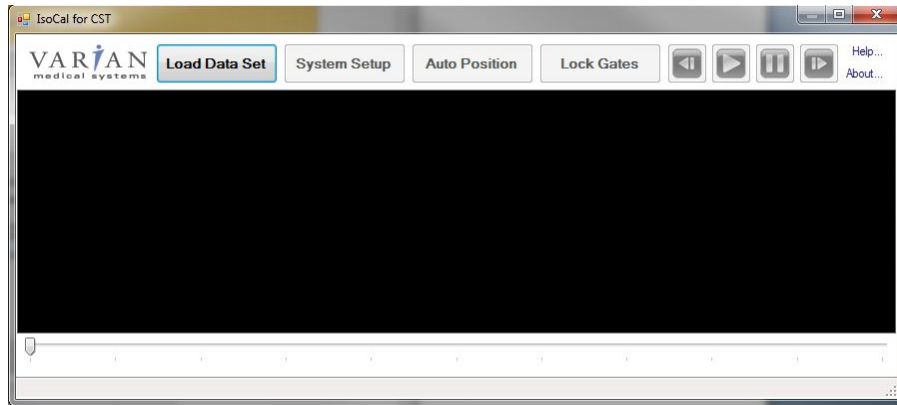 IsoCal for CST
VARIAN
medical systems
Load Data Set
System Setup
Auto Position
Lock Gates
Help...
About...